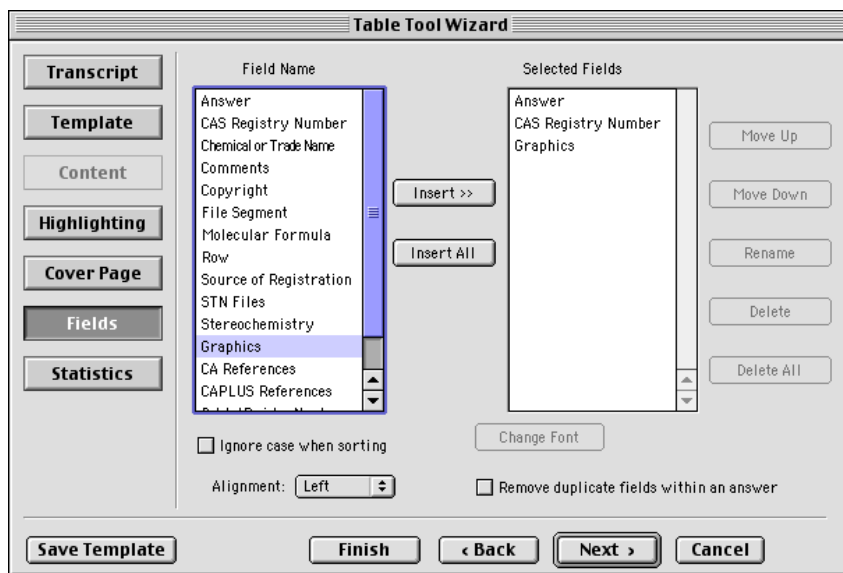 Table Tool Wizard
Transcript
Template
Content
Highlighting
Cover Page
Fields
Statistics
Field Name
Answer
CAS Registry Number
Chemical or Trade Name
Comments
Copyright
File Segment
Molecular Formula
Row
Source of Registration
STN Files
Stereochemistry
Graphics
CA References
CAPLUS References
Ignore case when sorting
Alignment: Left
Insert >>
Insert All
Selected Fields
Answer
CAS Registry Number
Graphics
Change Font
Remove duplicate fields within an answer
Move Up
Move Down
Rename
Delete
Delete All
Save Template
Finish
‹ Back
Next ›
Cancel